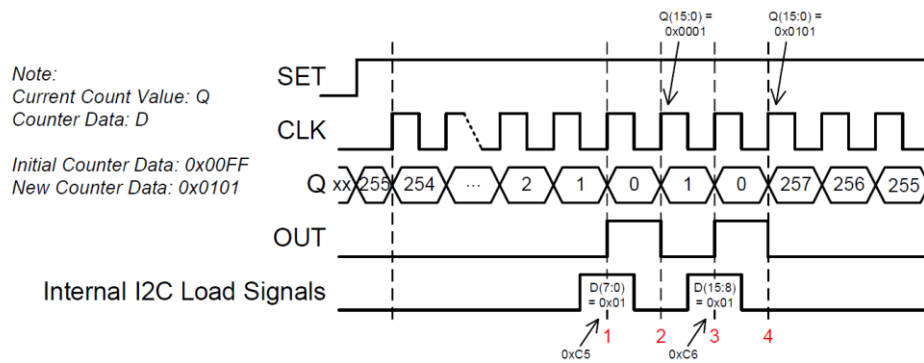 Q(15:0) =
0x0001
Q(15:0) =
0x0101
Note:
Current Count Value: Q
Counter Data: D
Initial Counter Data: 0x00FF
New Counter Data: 0x0101
SET
CLK
Q xx 255 254 ... 2 1 0 1 0 257 256 255
OUT
Internal I2C Load Signals
D(7:0)
= 0x01
D(15:8)
= 0x01
1 2 3 4
0xC5 0xC6